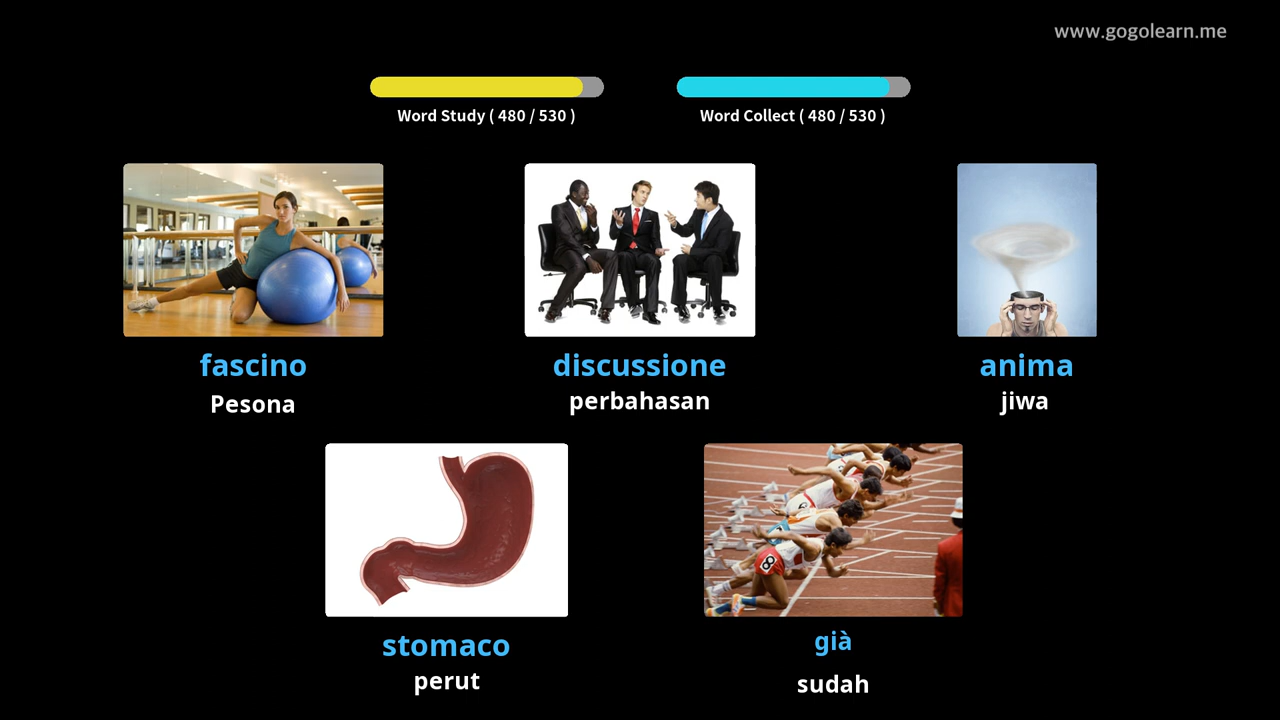 www.gogolearn.me
Word Study ( 480 / 530 )
Word Collect ( 480 / 530 )
fascino
Pesona
discussione
perbahasan
anima
jiwa
stomaco
perut
già
sudah